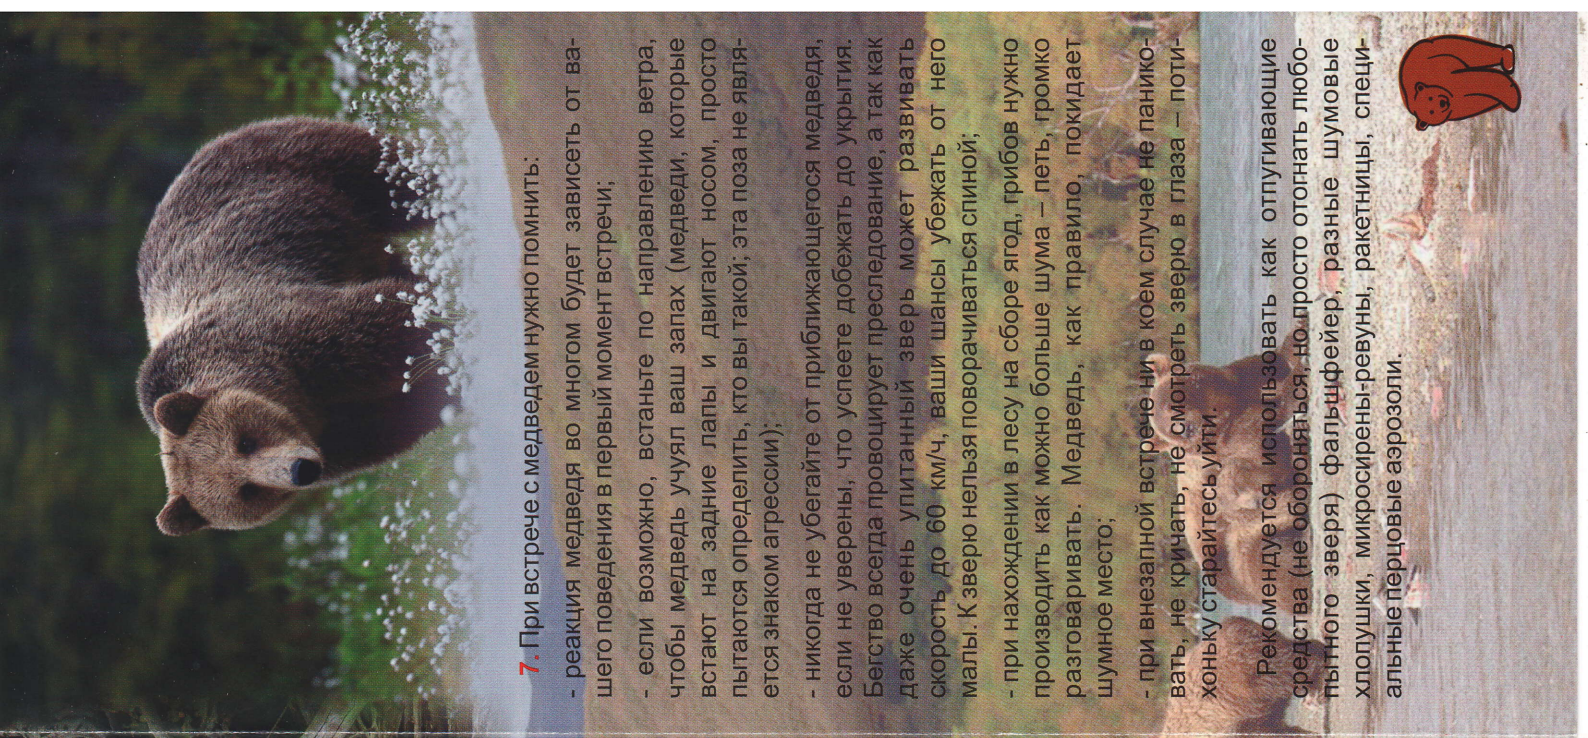 7. При встрече с медведем нужно помнить:
- реакция медведя во многом будет зависеть от ва-
шего поведения в первый момент встречи;
- если возможно, встаньте по направлению ветра,
чтобы медведь учуял ваш запах (медведи, которые
встают на задние лапы и двигают носом, просто
пытаются определить, кто вы такой; эта поза не явля-
ется знаком агрессии);
- никогда не убегайте от приближающегося медведя,
если не уверены, что успеете добежать до укрытия.
Бегство всегда провоцирует преследование, а так как
даже очень упитанный зверь может развивать
скорость до 60 км/ч, ваши шансы убежать от него
малы. К зверю нельзя поворачиваться спиной;
- при нахождении в лесу на сборе ягод, грибов нужно
производить как можно больше шума – петь, громко
разговаривать. Медведь, как правило, покидает
шумное место;
- при внезапной встрече ни в коем случае не панико-
вать, не кричать, не смотреть зверю в глаза – поти-
хоньку старайтесь уйти.
Рекомендуется использовать как отпугивающие
средства (не обороняться, но просто отогнать любо-
пытного зверя) фальшфейер, разные шумовые
хлопушки, микросирены-ревуны, ракетницы, специ-
альные перцовые аэрозоли.